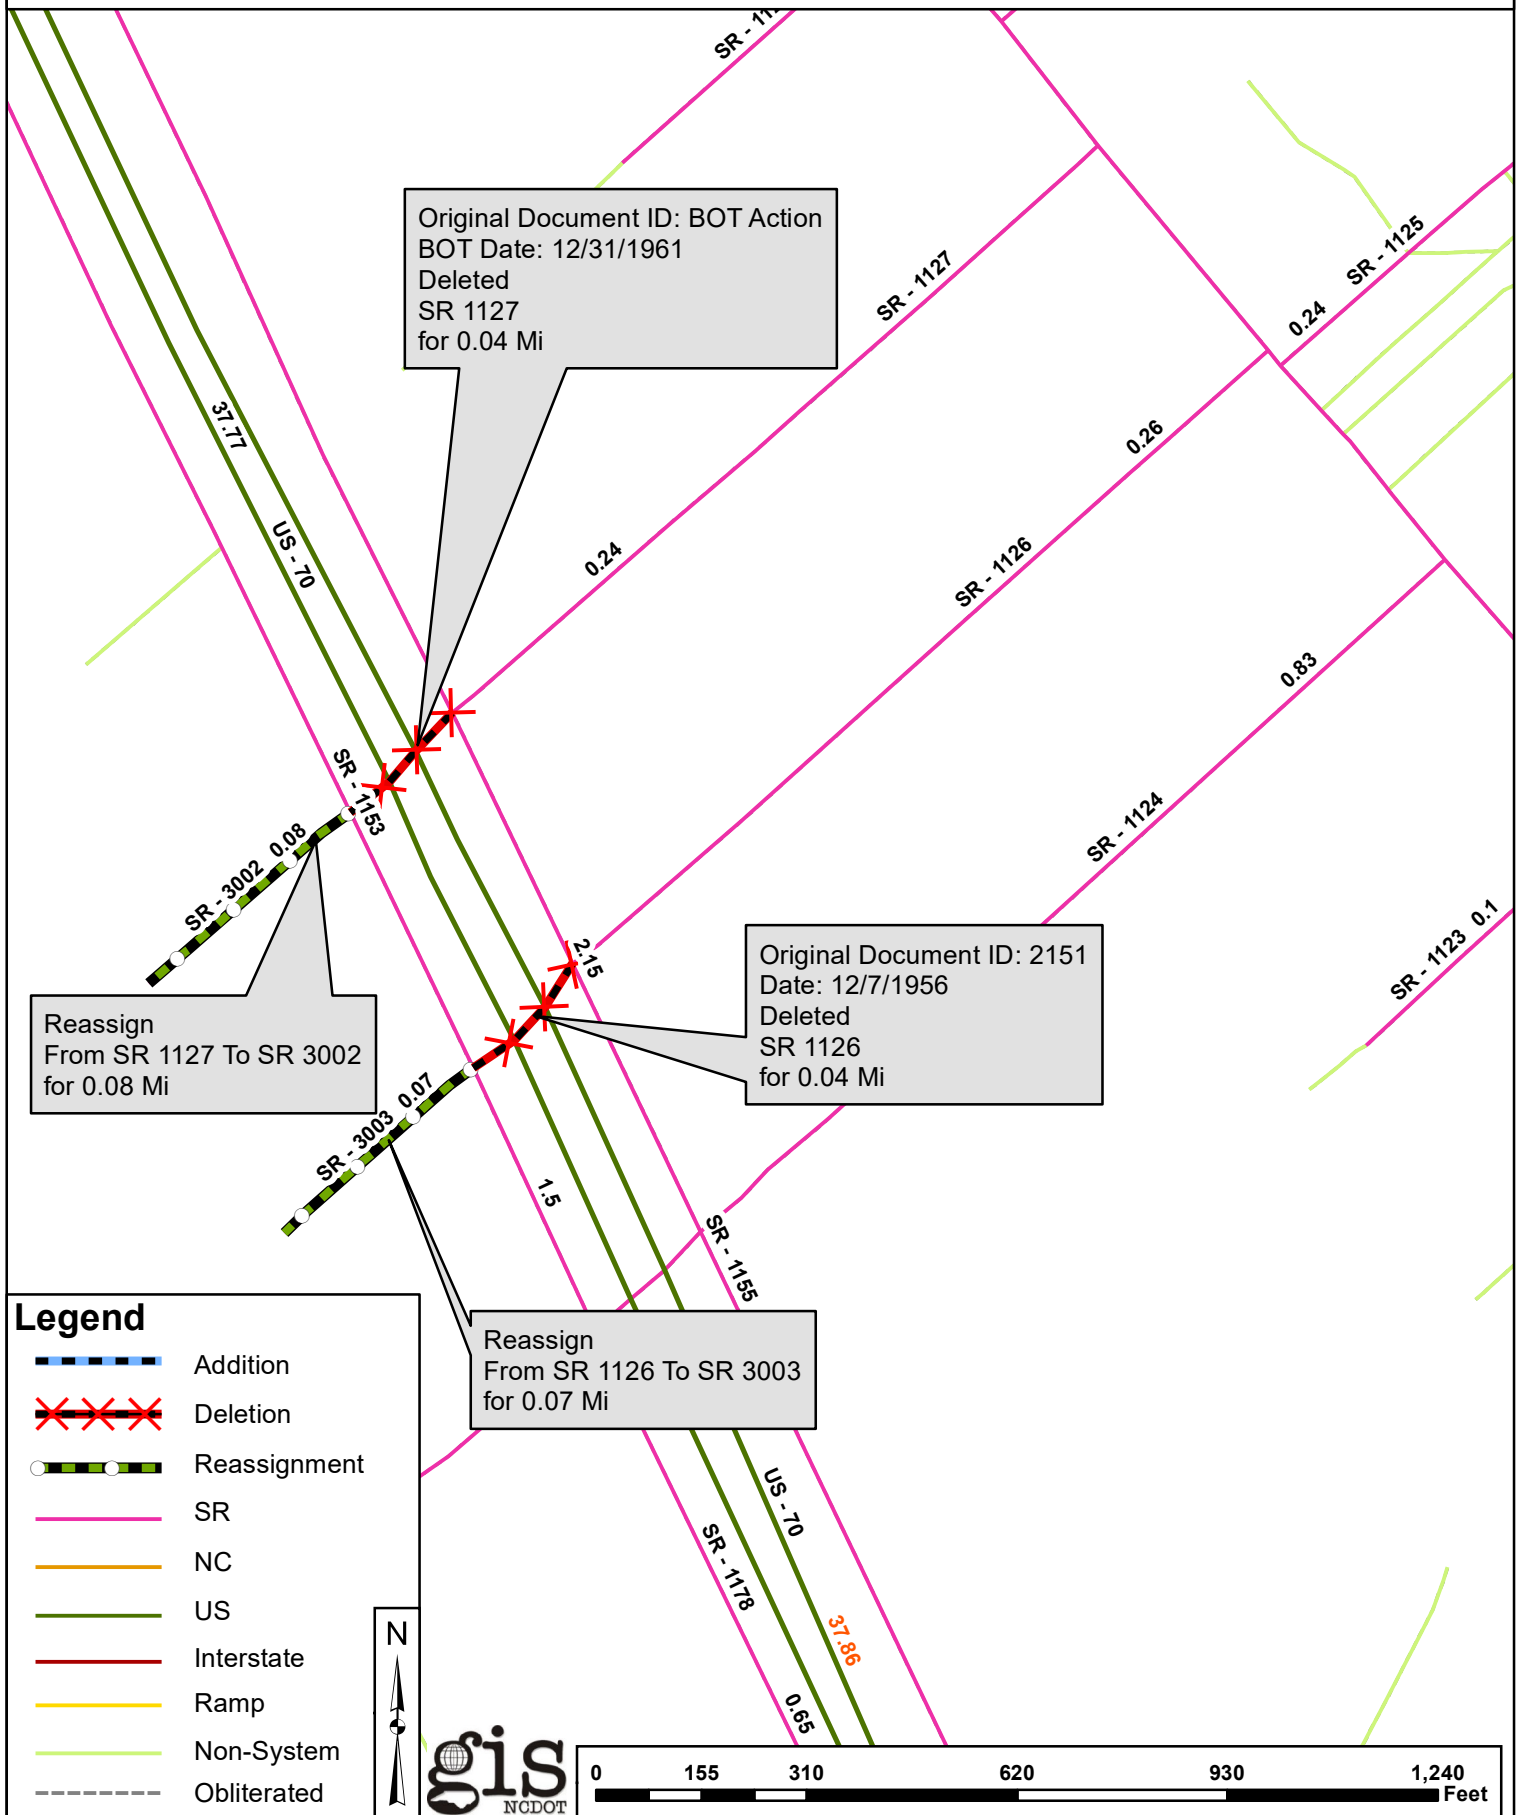 SR - 1125
0.24
SR - 1127
Original Document ID: BOT Action
BOT Date: 12/31/1961
Deleted
SR 1127
for 0.04 Mi
37.77
US - 70
0.24
0.26
SR - 1126
0.83
SR - 1124
SR - 1123 0.1
SR - 1153
SR - 3002 0.08
2.15
Original Document ID: 2151
Date: 12/7/1956
Deleted
SR 1126
for 0.04 Mi
Reassign
From SR 1127 To SR 3002
for 0.08 Mi
SR - 3003 0.07
1.5
SR - 1155
Reassign
From SR 1126 To SR 3003
for 0.07 Mi
US - 70
SR - 1178
37.86
0.65
Legend
Addition
Deletion
Reassignment
SR
NC
US
Interstate
Ramp
Non-System
Obliterated
N
gis
NCDOT
0 155 310 620 930 1,240
Feet